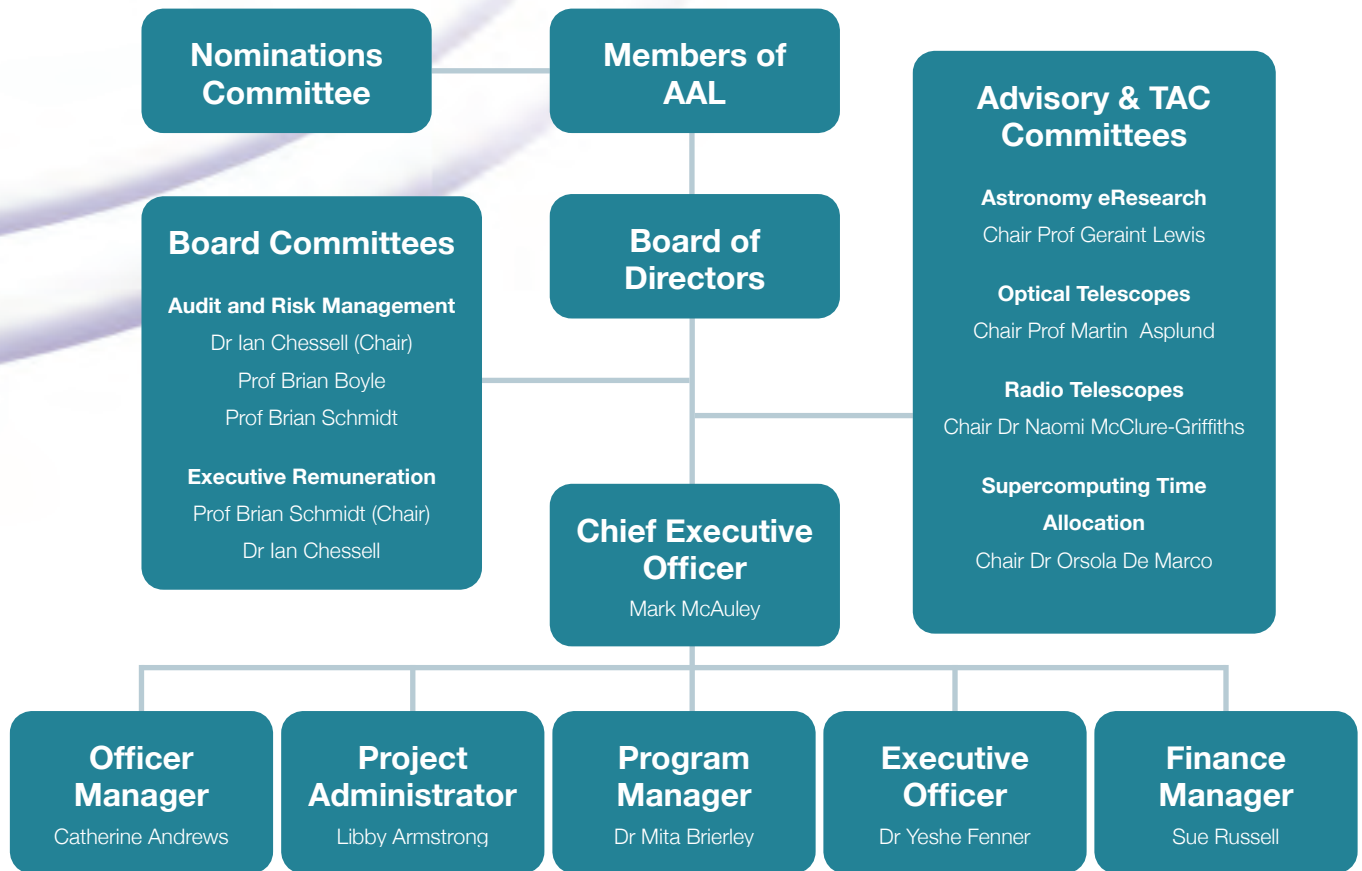 Nominations
Committee
Members of
AAL
Advisory & TAC
Committees
Astronomy eResearch
Chair Prof Geraint Lewis
Optical Telescopes
Chair Prof Martin Asplund
Radio Telescopes
Chair Dr Naomi McClure-Griffiths
Supercomputing Time
Allocation
Chair Dr Orsola De Marco
Board Committees
Audit and Risk Management
Dr Ian Chessell (Chair)
Prof Brian Boyle
Prof Brian Schmidt
Executive Remuneration
Prof Brian Schmidt (Chair)
Dr Ian Chessell
Board of
Directors
Chief Executive
Officer
Mark McAuley
Officer
Manager
Catherine Andrews
Project
Administrator
Libby Armstrong
Program
Manager
Dr Mita Brierley
Executive
Officer
Dr Yeshe Fenner
Finance
Manager
Sue Russell